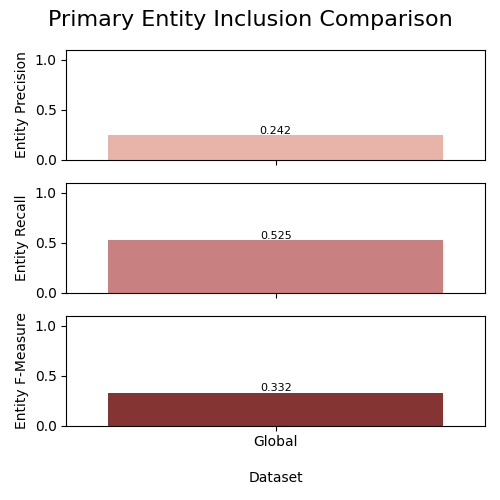 Primary Entity Inclusion Comparison
1.0
0.5
0.0
Entity Precision
0.242
1.0
0.5
0.0
Entity Recall
0.525
1.0
0.5
0.0
Entity F-Measure
0.332
Global
Dataset